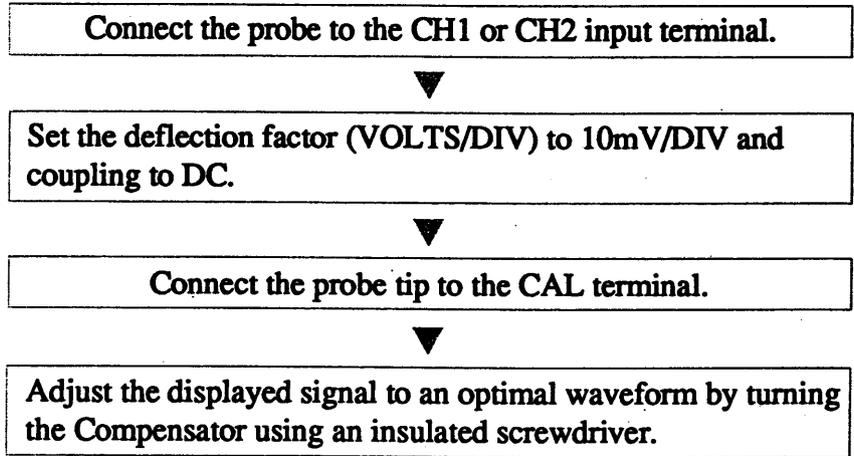 Connect the probe to the CH1 or CH2 input terminal.
Set the deflection factor (VOLTS/DIV) to 10mV/DIV and
coupling to DC.
Connect the probe tip to the CAL terminal.
Adjust the displayed signal to an optimal waveform by turning
the Compensator using an insulated screwdriver.